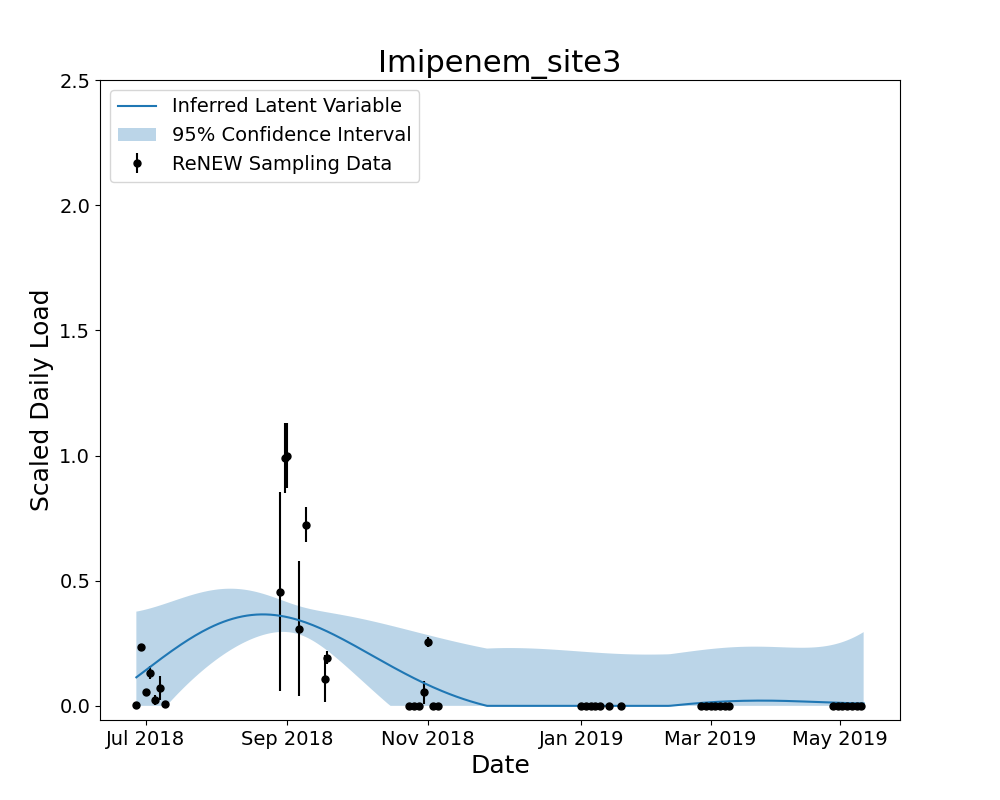 Imipenem_site3
Inferred Latent Variable
95% Confidence Interval
ReNEW Sampling Data
Scaled Daily Load
2.5
2.0
1.5
1.0
0.5
0.0
Jul 2018 Sep 2018 Nov 2018 Jan 2019 Mar 2019 May 2019
Date